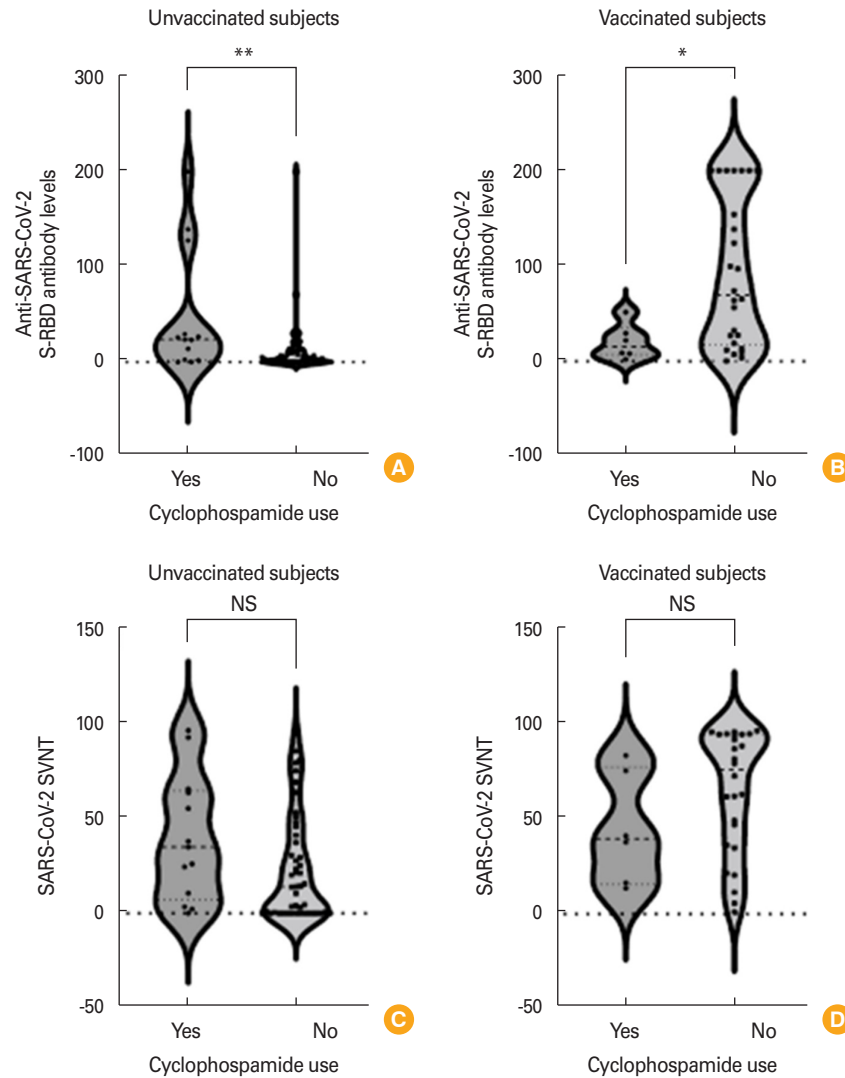 Unvaccinated subjects
**
Anti-SARS-CoV-2
S-RBD antibody levels
300
200
100
0
-100
Yes
No
Cyclophospamide use
A
Vaccinated subjects
*
Anti-SARS-CoV-2
S-RBD antibody levels
300
200
100
0
-100
Yes
No
Cyclophospamide use
B
Unvaccinated subjects
NS
SARS-CoV-2 SVNT
150
100
50
0
-50
Yes
No
Cyclophospamide use
C
Vaccinated subjects
NS
SARS-CoV-2 SVNT
150
100
50
0
-50
Yes
No
Cyclophospamide use
D